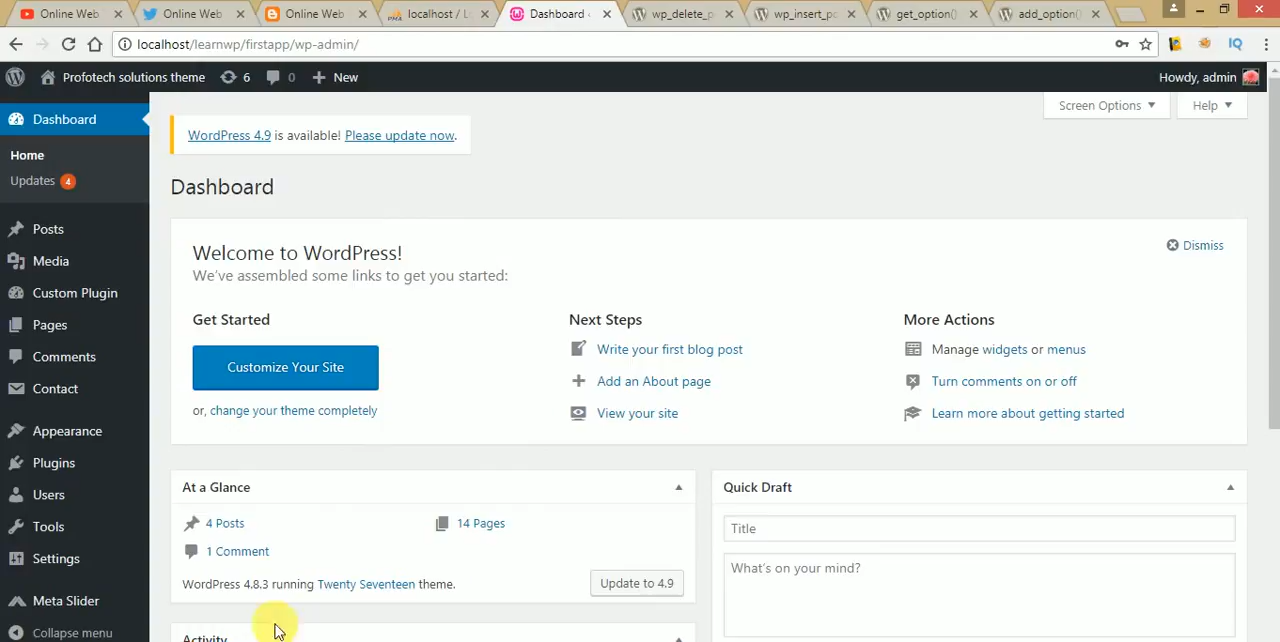 Online Web
Online Web
Online Web
localhost / L
Dashboard
wp_delete_p
wp_insert_po
get_option()
add_option()
localhost/learnwp/firstapp/wp-admin/
IQ
Profotech solutions theme
6
0
New
Howdy, admin
Dashboard
Home
Updates 4
Posts
Media
Custom Plugin
Pages
Comments
Contact
Appearance
Plugins
Users
Tools
Settings
Meta Slider
Collapse menu
Screen Options
Help
WordPress 4.9 is available! Please update now.
Dashboard
Welcome to WordPress!
We've assembled some links to get you started:
Dismiss
Get Started
Customize Your Site
or, change your theme completely
Next Steps
Write your first blog post
Add an About page
View your site
More Actions
Manage widgets or menus
Turn comments on or off
Learn more about getting started
At a Glance
4 Posts
14 Pages
1 Comment
WordPress 4.8.3 running Twenty Seventeen theme.
Update to 4.9
Activity
Quick Draft
Title
What's on your mind?